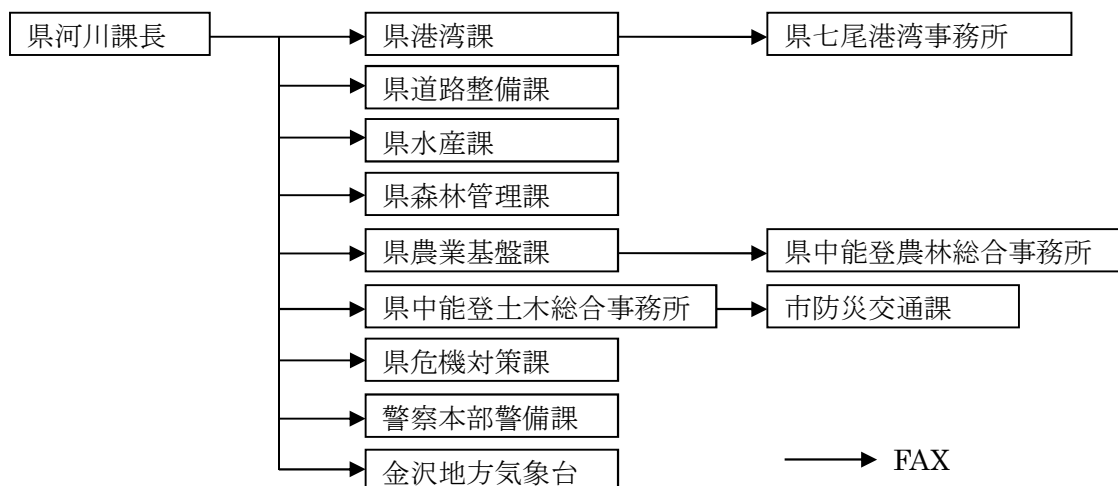 県河川課長
県港湾課
県七尾港湾事務所
県道路整備課
県水産課
県森林管理課
県農業基盤課
県中能登農林総合事務所
県中能登土木総合事務所
市防災交通課
県危機対策課
警察本部警備課
金沢地方気象台
FAX